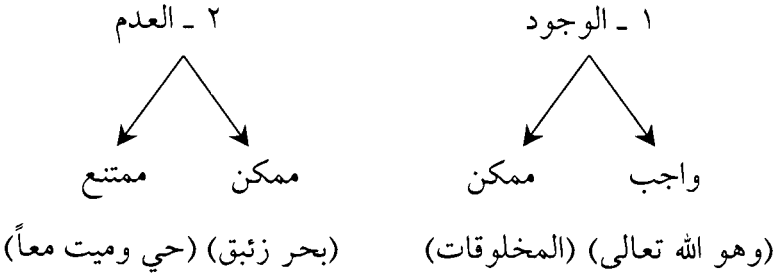 ١ ـ الوجود ٢ ـ العدم
واجب ممكن ممكن ممتنع
(وهو الله تعالى) (المخلوقات) (بحر زئبق) (حي وميت معاً)